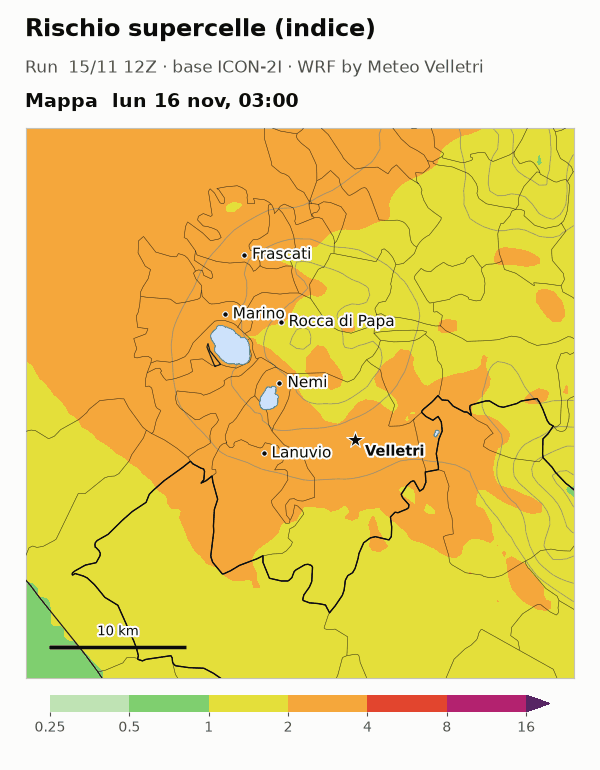 Rischio supercelle (indice)
Run  15/11 12Z · base ICON-2I · WRF by Meteo Velletri
Mappa  lun 16 nov, 03:00
Frascati
Marino
Rocca di Papa
Nemi
Velletri
Lanuvio
10 km
0.25 0.5 1 2 4 8 16